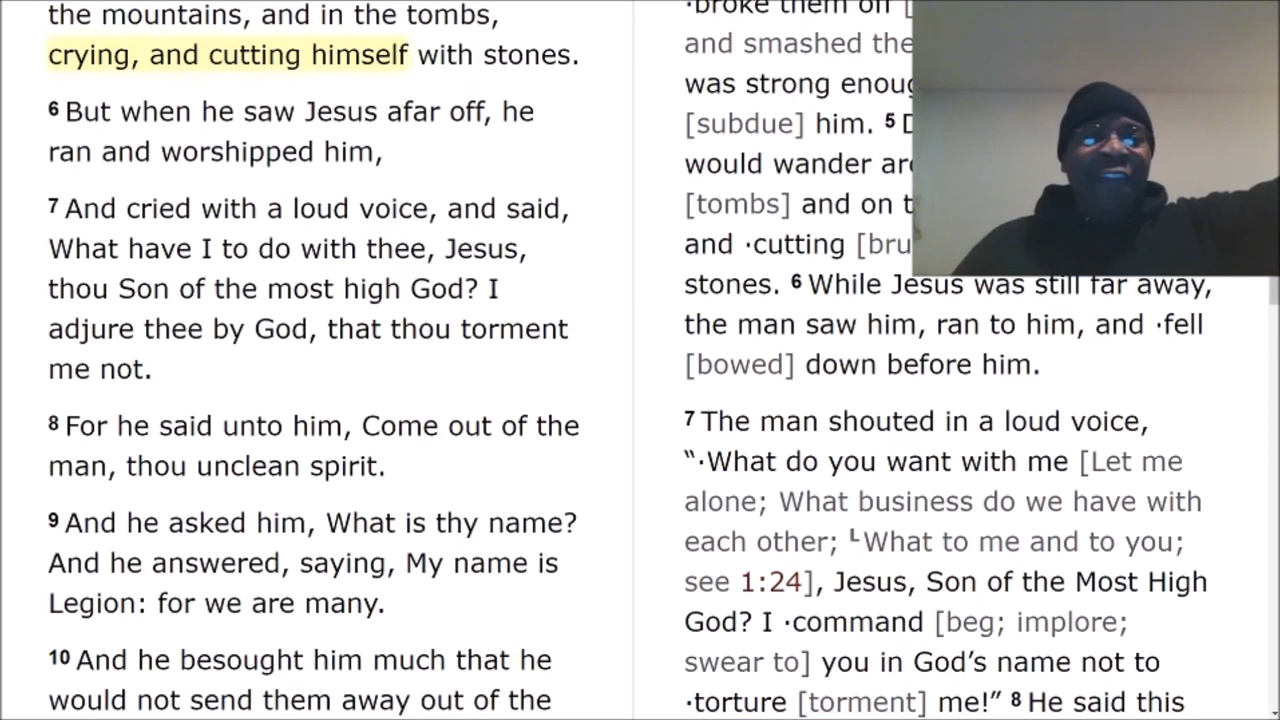 the mountains, and in the tombs,
crying, and cutting himself with stones.
6 But when he saw Jesus afar off, he
ran and worshipped him,
7 And cried with a loud voice, and said,
What have I to do with thee, Jesus,
thou Son of the most high God? I
adjure thee by God, that thou torment
me not.
8 For he said unto him, Come out of the
man, thou unclean spirit.
9 And he asked him, What is thy name?
And he answered, saying, My name is
Legion: for we are many.
10 And he besought him much that he
would not send them away out of the
·broke them off [
and smashed the
was strong
[subdue] him. 5
would wander
[tombs] and on
and ·cutting
stones. 6 While Jesus was still far away,
the man saw him, ran to him, and ·fell
[bowed] down before him.
7 The man shouted in a loud voice,
“·What do you want with me [Let me
alone; What business do we have with
each other; LWhat to me and to you;
see 1:24], Jesus, Son of the Most High
God? I ·command [beg; implore;
swear to] you in God’s name not to
·torture [torment] me!” 8 He said this